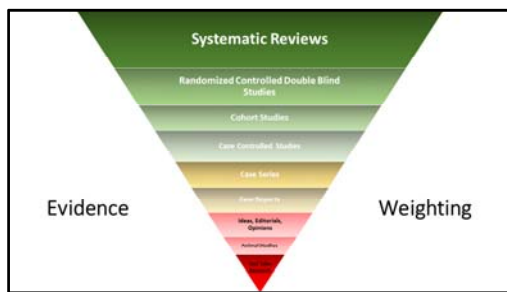 Systematic Reviews
Randomized Controlled Double Blind
Studies
Cohort Studies
Case Controlled Studies
Case Series
Case Reports
Evidence
Weighting
Ideas, Editorials,
Opinions
Animal Studies